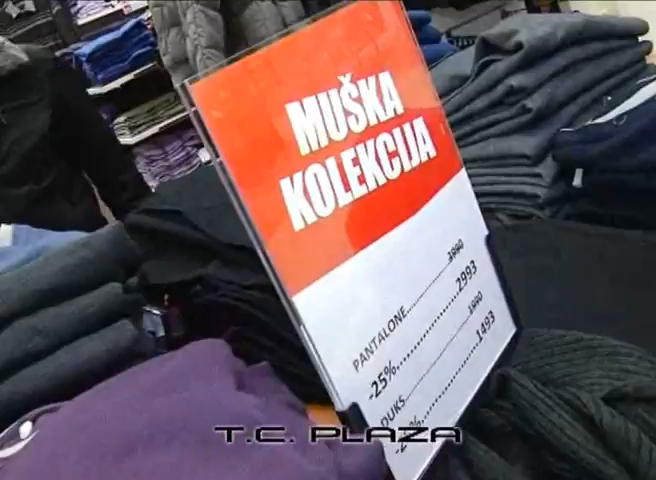 MUŠKA
KOLEKCIJA
PANTALONE..............3990
-25%..........................2993
DUKS.....................1990
..........................1493
T.C. PLAZA